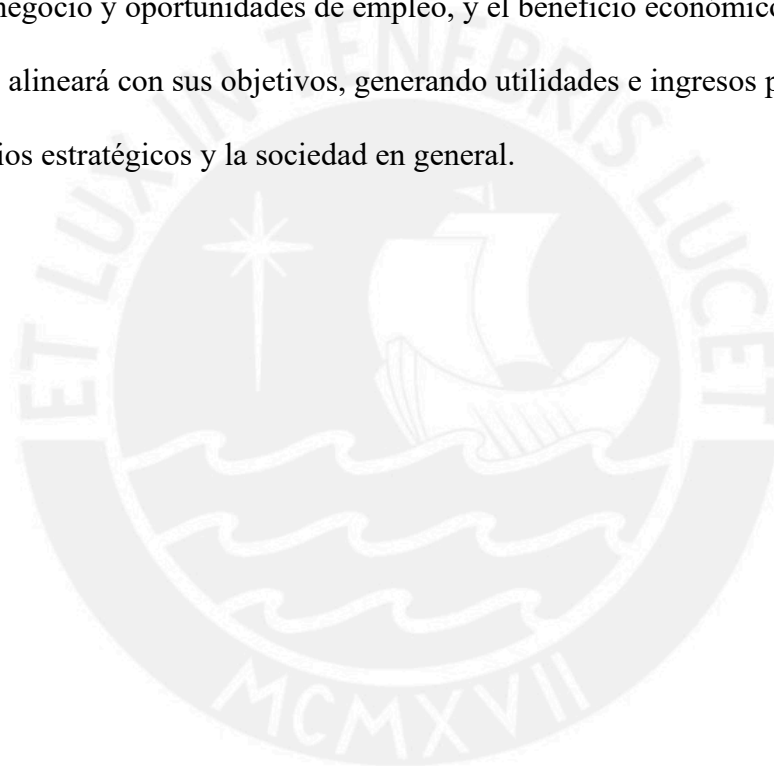 negocio y oportunidades de empleo, y el beneficio económico
alineará con sus objetivos, generando utilidades e ingresos p
ios estratégicos y la sociedad en general.
ET LUX IN TENEBRIS LUCET
MCMXVII